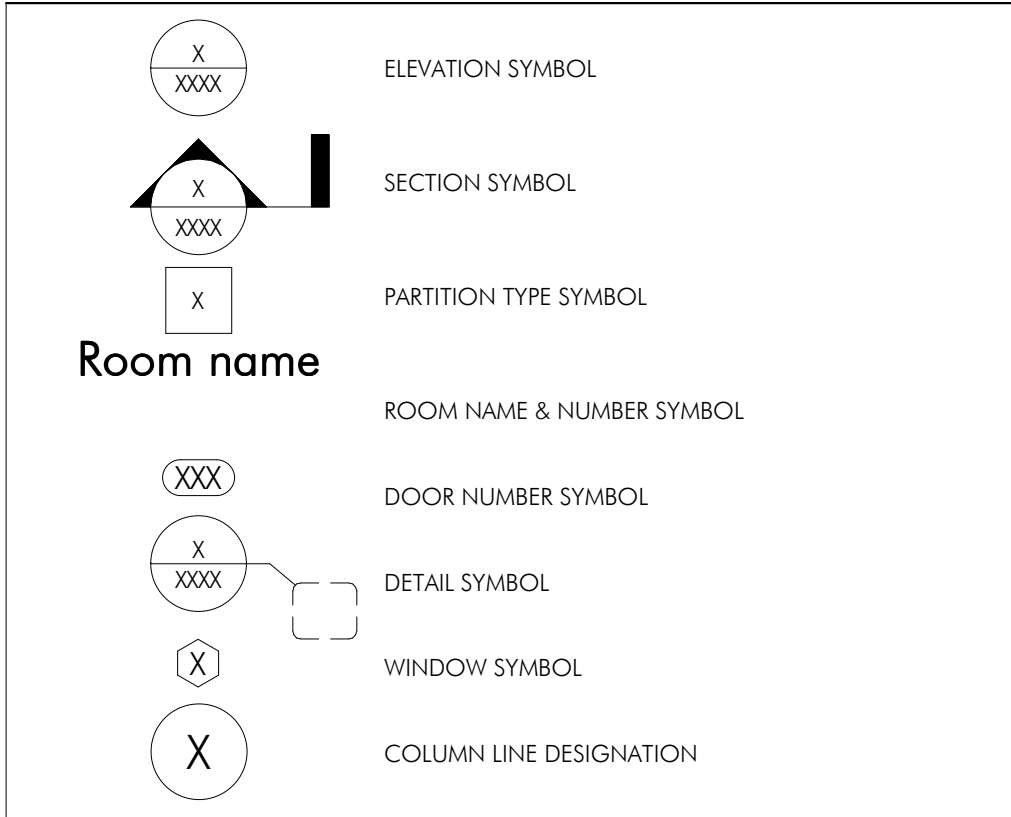 X
XXXX
ELEVATION SYMBOL
X
XXXX
SECTION SYMBOL
X
PARTITION TYPE SYMBOL
Room name
ROOM NAME & NUMBER SYMBOL
XXX
DOOR NUMBER SYMBOL
X
XXXX
DETAIL SYMBOL
X
WINDOW SYMBOL
X
COLUMN LINE DESIGNATION